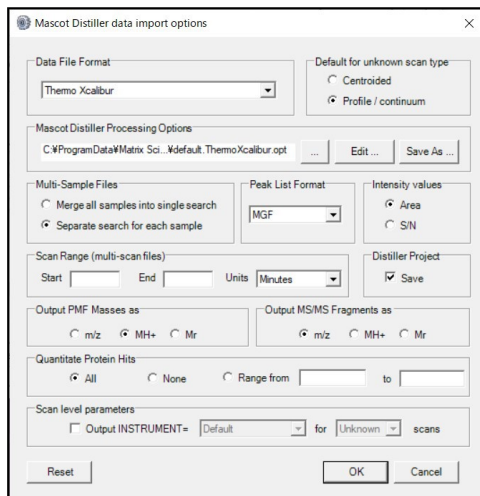 Mascot Distiller data import options
Data File Format
Thermo Xcalibur
Default for unknown scan type
Centroided
Profile / continuum
Mascot Distiller Processing Options
C:¥ProgramData¥Matrix Sci...¥default.ThermoXcalibur.opt
...
Edit ...
Save As ...
Multi-Sample Files
Merge all samples into single search
Separate search for each sample
Peak List Format
MGF
Intensity values
Area
S/N
Scan Range (multi-scan files)
Start End Units Minutes
Distiller Project
Save
Output PMF Masses as
m/z MH+ Mr
Output MS/MS Fragments as
m/z MH+ Mr
Quantitate Protein Hits
All None Range from to
Scan level parameters
Output INSTRUMENT= Default for Unknown scans
Reset OK Cancel